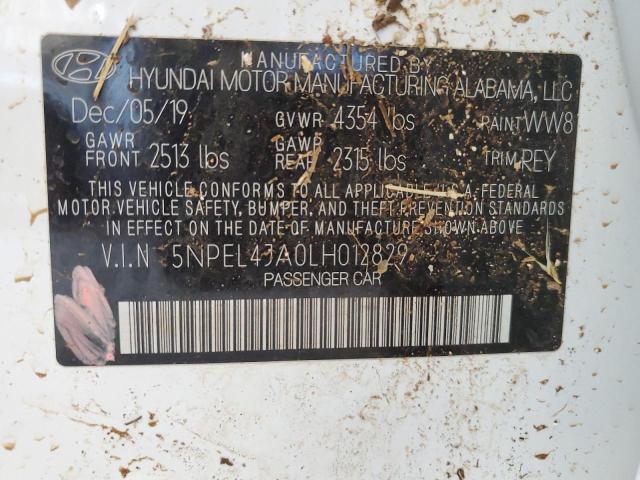 MANUFACTURED BY
HYUNDAI MOTOR MANUFACTURING ALABAMA, LLC
Dec/05/19 GVWR 4354 lbs PAINT WW8
GAWR FRONT 2513 lbs GAWR REAR 2315 lbs TRIM REY
THIS VEHICLE CONFORMS TO ALL APPLICABLE U.S.A. FEDERAL
MOTOR VEHICLE SAFETY, BUMPER, AND THEFT PREVENTION STANDARDS
IN EFFECT ON THE DATE OF MANUFACTURE SHOWN ABOVE.
V.I.N 5NPEL4JA0LH012829
PASSENGER CAR